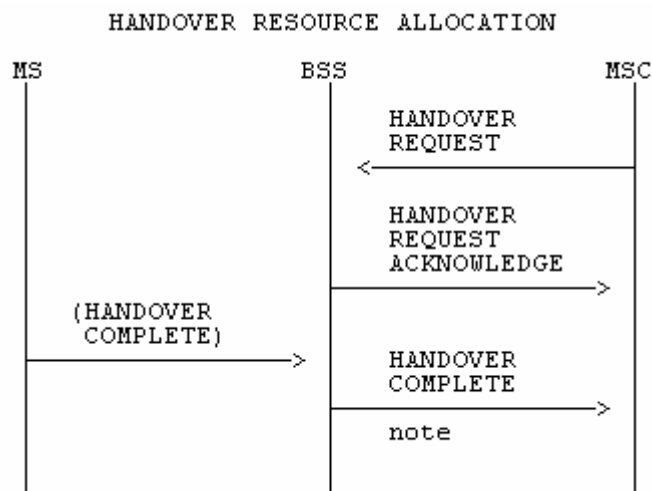 HANDOVER RESOURCE ALLOCATION
MS BSS MSC
HANDOVER
REQUEST
HANDOVER
REQUEST
ACKNOWLEDGE
(HANDOVER
COMPLETE)
HANDOVER
COMPLETE
note